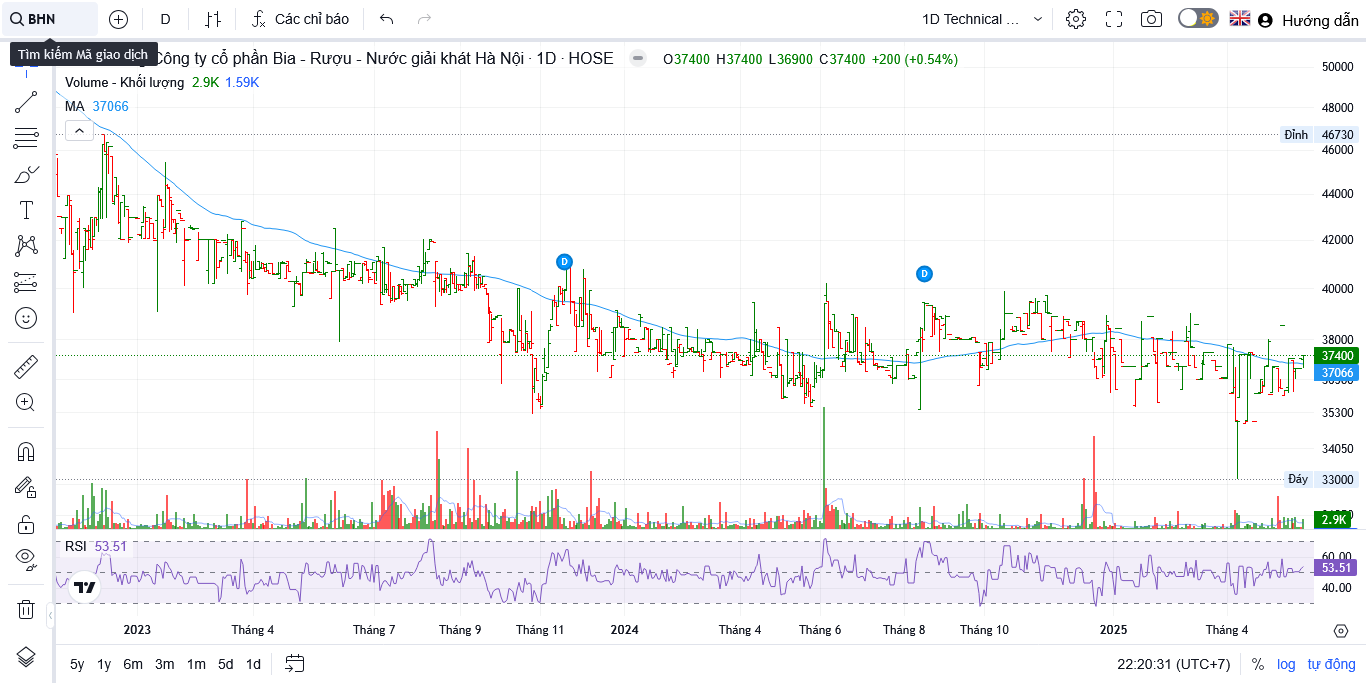 BHN
D
Các chỉ báo
1D Technical ...
Hướng dẫn
Tìm kiếm Mã giao dịch
Công ty cổ phần Bia - Rượu - Nước giải khát Hà Nội · 1D · HOSE
O37400 H37400 L36900 C37400 +200 (+0.54%)
Volume - Khối lượng 2.9K 1.59K
MA 37066
50000
48000
Đỉnh 46730
46000
44000
42000
40000
38000
37400
37066
35300
34050
Đáy 33000
2.9K
D
D
RSI 53.51
60.00
53.51
40.00
2023
Tháng 4
Tháng 7
Tháng 9
Tháng 11
2024
Tháng 4
Tháng 6
Tháng 8
Tháng 10
2025
Tháng 4
5y 1y 6m 3m 1m 5d 1d
22:20:31 (UTC+7)
% log tự động